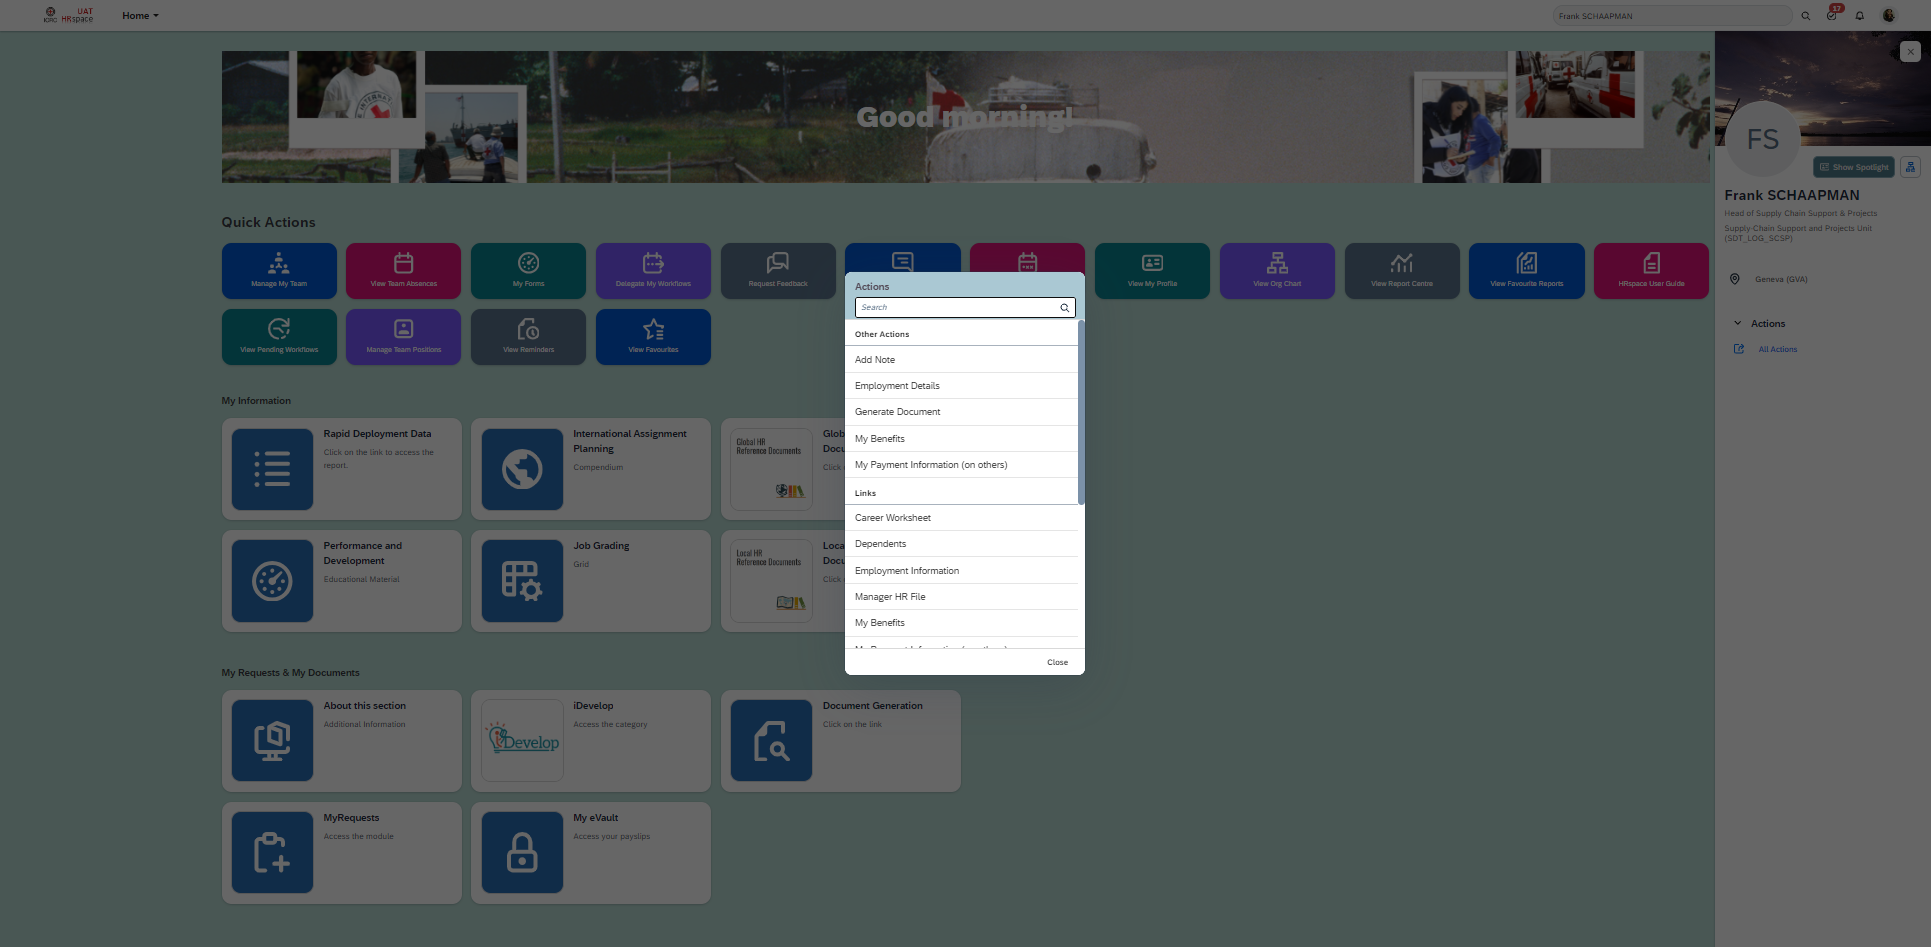 ICRC
UAT
HRspace
Home
Frank SCHAAPMAN
17
Good morning!
FS
Show Spotlight
Frank SCHAAPMAN
Head of Supply Chain Support & Projects
Supply Chain Support and Projects Unit
(SDT_LOG_SCSP)
Geneva (GVA)
Actions
All Actions
Quick Actions
Manage My Team
View Team Absences
My Forms
Delegate My Workflows
Request Feedback
View My Profile
View Org Chart
View Report Centre
View Favourite Reports
HRspace User Guide
View Pending Workflows
Manage Team Positions
View Reminders
View Favourites
Actions
Search
Other Actions
Add Note
Employment Details
Generate Document
My Benefits
My Payment Information (on others)
Links
Career Worksheet
Dependents
Employment Information
Manager HR File
My Benefits
Close
My Information
Rapid Deployment Data
Click on the link to access the
report.
International Assignment
Planning
Compendium
Global HR
Reference Documents
Glob
Docu
Click
Performance and
Development
Educational Material
Job Grading
Grid
Local HR
Reference Documents
Loca
Docu
Click
My Requests & My Documents
About this section
Additional Information
iDevelop
Access the category
iDevelop
Document Generation
Click on the link
MyRequests
Access the module
My eVault
Access your payslips